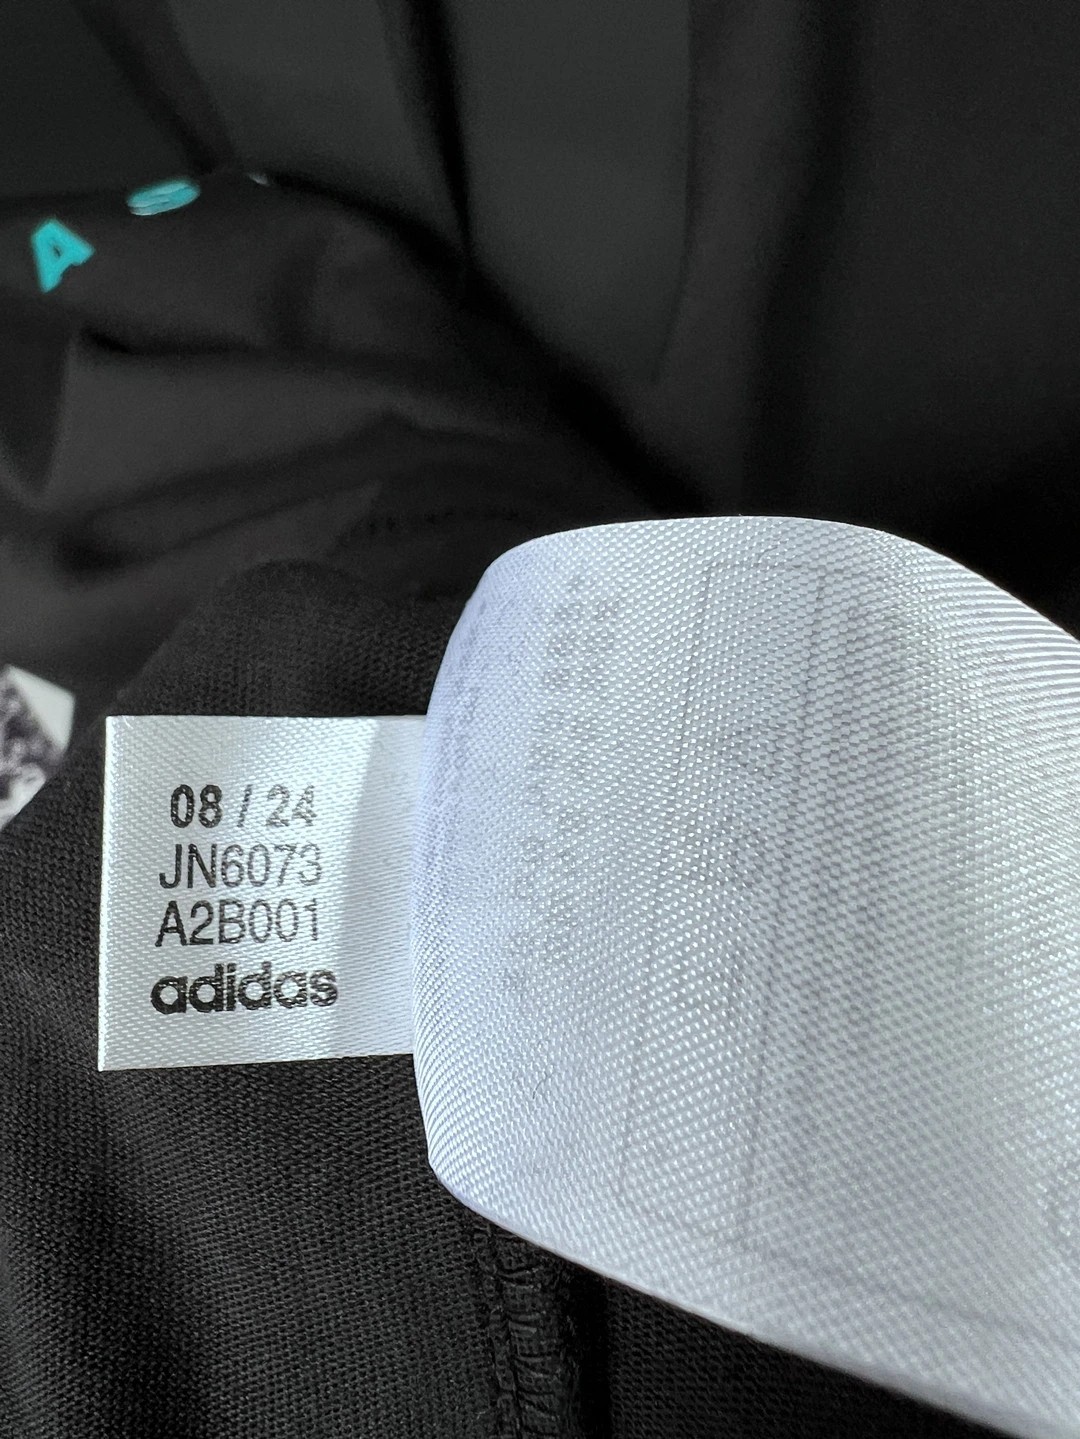 A S
08 / 24
JN6073
A2B001
adidas